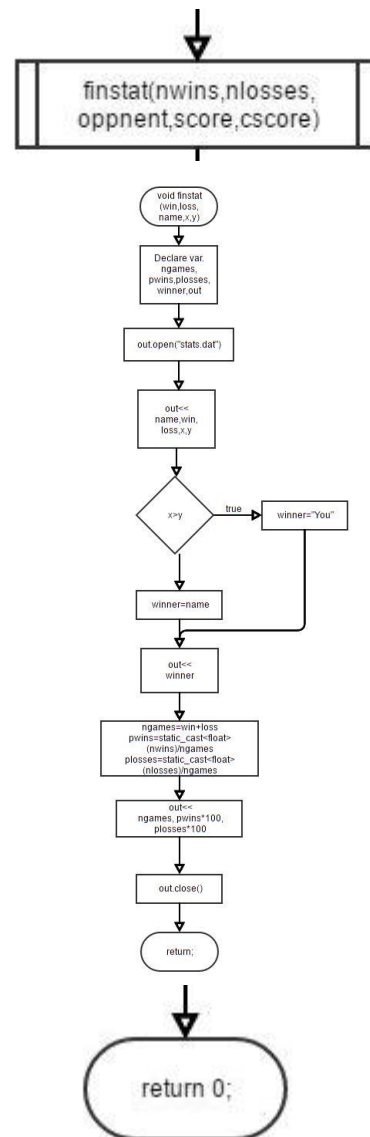 finstat(nwins,nlosses,
oppnent,score,cscore)
void finstat
(win,loss,
name,x,y)
Declare var.
ngames,
pwins,plosses,
winner,out
out.open("stats.dat")
out<<
name,win,
loss,x,y
x>y
true
winner="You"
winner=name
out<<
winner
ngames=win+loss
pwins=static_cast<float>
(nwins)/ngames
plosses=static_cast<float>
(nlosses)/ngames
out<<
ngames, pwins*100,
plosses*100
out.close()
return;
return 0;